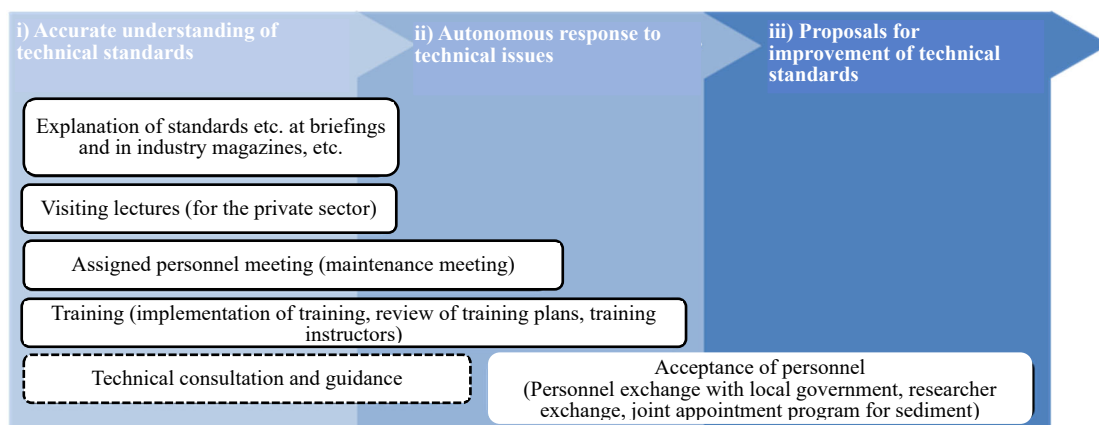 i) Accurate understanding of
technical standards
ii) Autonomous response to
technical issues
iii) Proposals for
improvement of technical
standards
Explanation of standards etc. at briefings
and in industry magazines, etc.
Visiting lectures (for the private sector)
Assigned personnel meeting (maintenance meeting)
Training (implementation of training, review of training plans, training
instructors)
Technical consultation and guidance
Acceptance of personnel
(Personnel exchange with local government, researcher
exchange, joint appointment program for sediment)